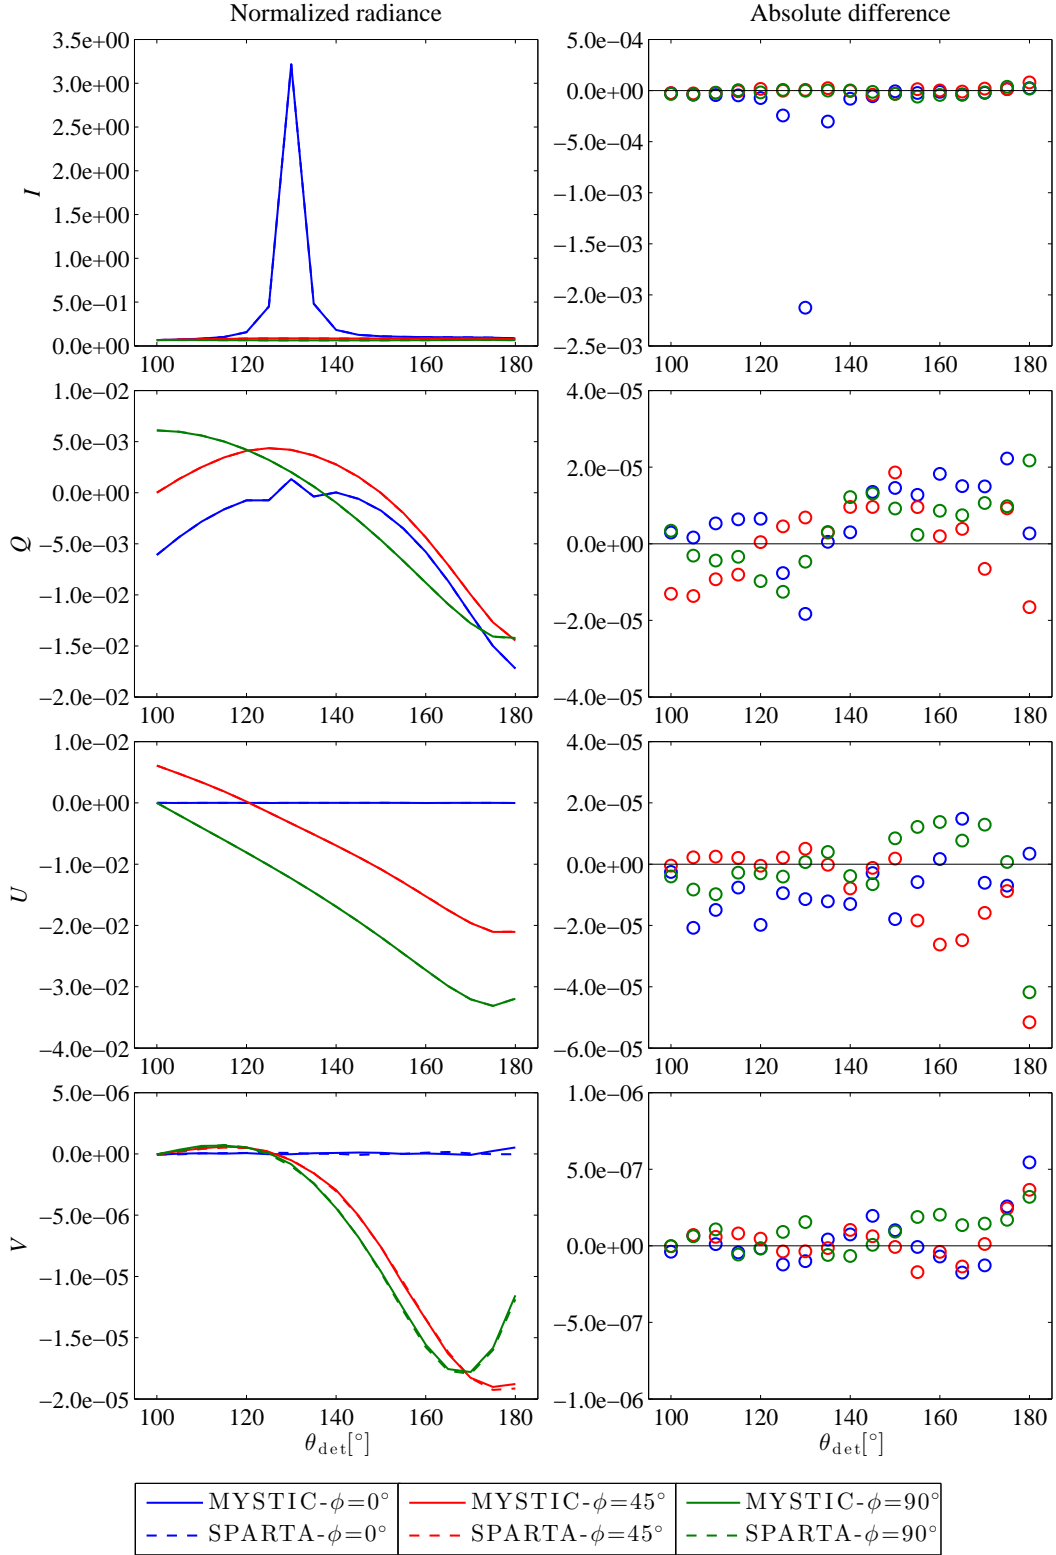 Normalized radiance
Absolute difference
3.5e+00
3.0e+00
2.5e+00
2.0e+00
1.5e+00
1.0e+00
5.0e−01
0.0e+00
I
100 120 140 160 180
5.0e−04
0.0e+00
−5.0e−04
−1.0e−03
−1.5e−03
−2.0e−03
−2.5e−03
100 120 140 160 180
1.0e−02
5.0e−03
0.0e+00
−5.0e−03
−1.0e−02
−1.5e−02
−2.0e−02
Q
100 120 140 160 180
4.0e−05
2.0e−05
0.0e+00
−2.0e−05
−4.0e−05
100 120 140 160 180
1.0e−02
0.0e+00
−1.0e−02
−2.0e−02
−3.0e−02
−4.0e−02
U
100 120 140 160 180
4.0e−05
2.0e−05
0.0e+00
−2.0e−05
−4.0e−05
−6.0e−05
100 120 140 160 180
5.0e−06
0.0e+00
−5.0e−06
−1.0e−05
−1.5e−05
−2.0e−05
V
100 120 140 160 180
θdet[°]
1.0e−06
5.0e−07
0.0e+00
−5.0e−07
−1.0e−06
100 120 140 160 180
θdet[°]
MYSTIC-ϕ=0°
SPARTA-ϕ=0°
MYSTIC-ϕ=45°
SPARTA-ϕ=45°
MYSTIC-ϕ=90°
SPARTA-ϕ=90°